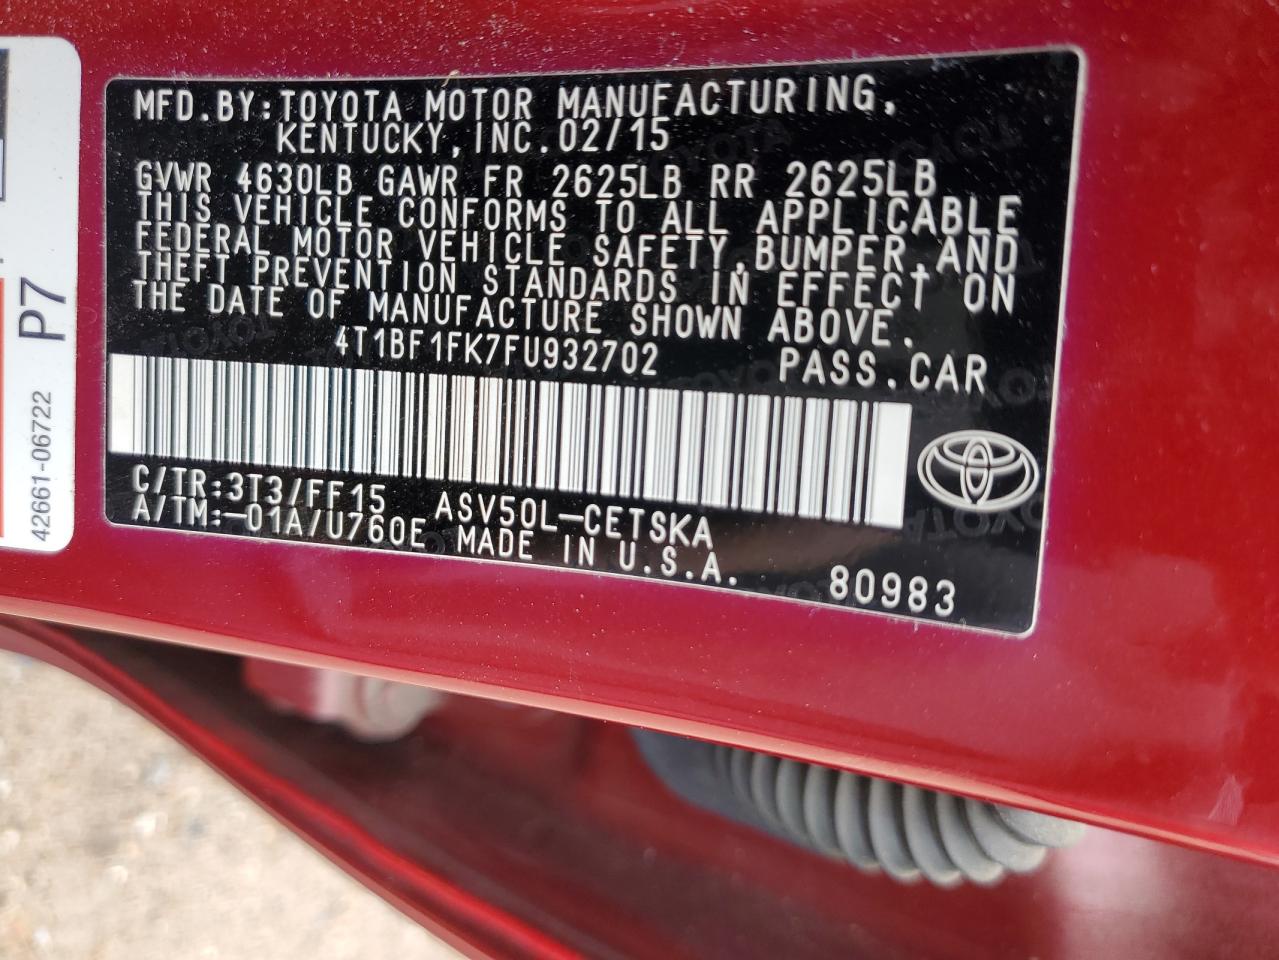 MFD.BY:TOYOTA MOTOR MANUFACTURING,
KENTUCKY, INC. 02/15
GVWR 4630LB GAWR FR 2625LB RR 2625LB
THIS VEHICLE CONFORMS TO ALL APPLICABLE
FEDERAL MOTOR VEHICLE SAFETY,BUMPER,AND
THEFT PREVENTION STANDARDS IN EFFECT ON
THE DATE OF MANUFACTURE SHOWN ABOVE.
4T1BF1FK7FU932702 PASS.CAR
C/TR:3T3/FF15 ASV50L-CETSKA
A/TM:-01A/U760E MADE IN U.S.A.
80983
42661-06722 P7